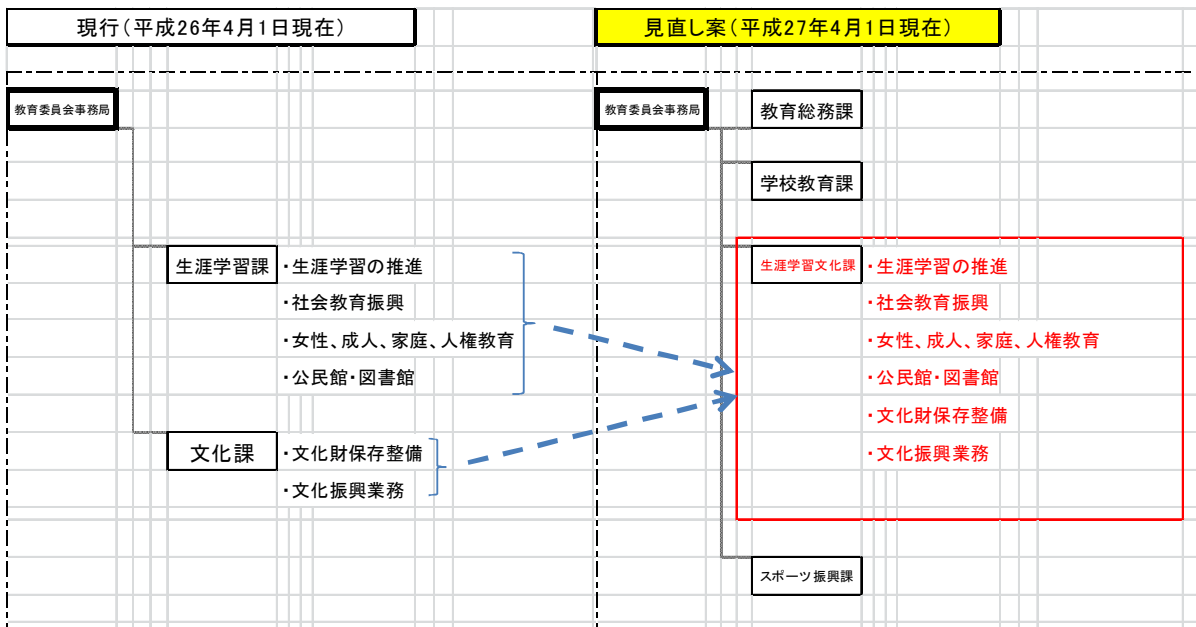 現行(平成26年4月1日現在)
教育委員会事務局
生涯学習課
・生涯学習の推進
・社会教育振興
・女性、成人、家庭、人権教育
・公民館・図書館
文化課
・文化財保存整備
・文化振興業務
見直し案(平成27年4月1日現在)
教育委員会事務局
教育総務課
学校教育課
生涯学習文化課
・生涯学習の推進
・社会教育振興
・女性、成人、家庭、人権教育
・公民館・図書館
・文化財保存整備
・文化振興業務
スポーツ振興課